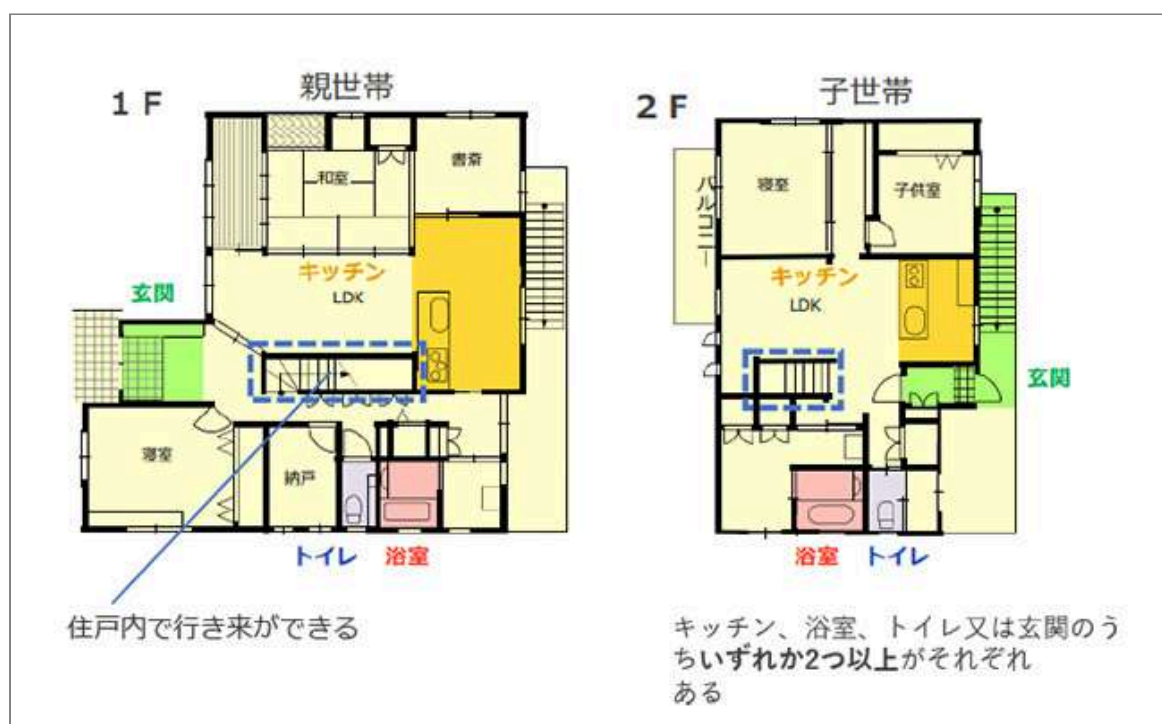 1F
親世帯
書斎
和室
キッチン
LDK
玄関
寝室
納戸
トイレ
浴室
住戸内で行き来ができる
2F
子世帯
バルコニー
寝室
子供室
キッチン
LDK
玄関
浴室
トイレ
キッチン、浴室、トイレ又は玄関のう
ちいずれか2つ以上がそれぞれ
ある